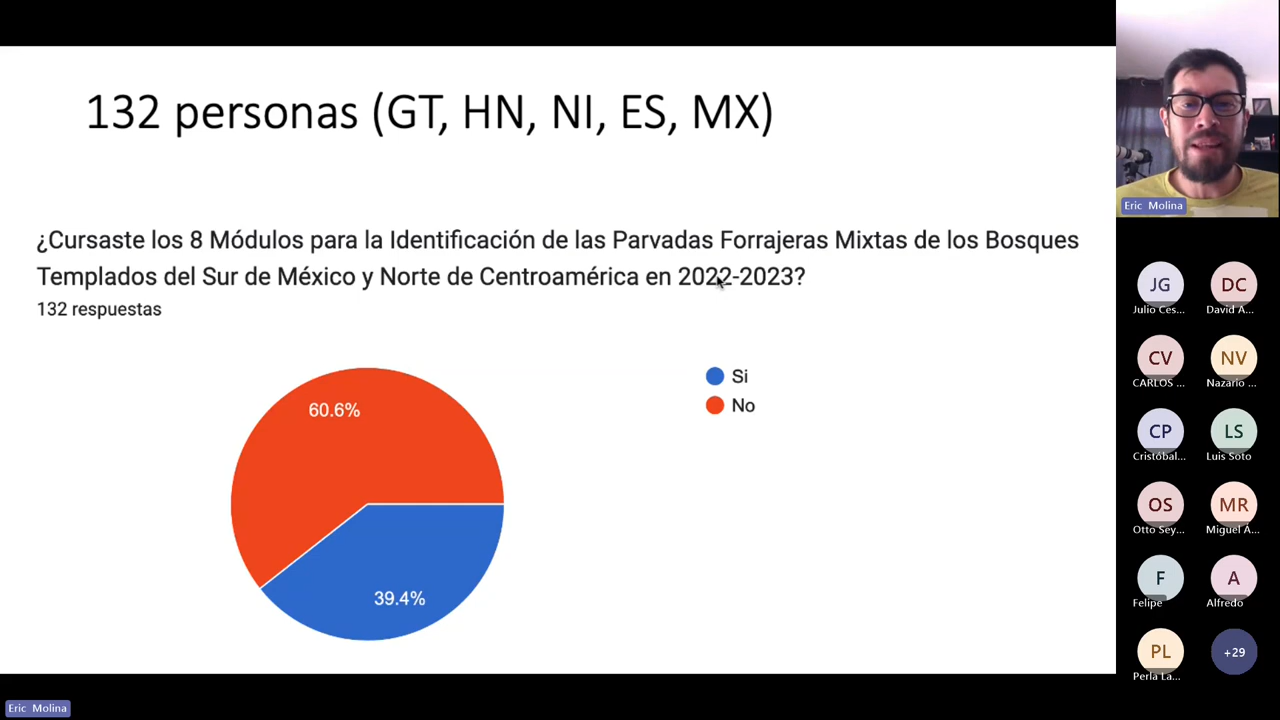 132 personas (GT, HN, NI, ES, MX)
¿Cursaste los 8 Módulos para la Identificación de las Parvadas Forrajeras Mixtas de los Bosques
Templados del Sur de México y Norte de Centroamérica en 2022-2023?
132 respuestas
Si
No
60.6%
39.4%
Eric Molina
JG
DC
Julio Ces...
David A...
CV
NV
CARLOS ...
Nazario ...
CP
LS
Cristóbal...
Luis Soto
OS
MR
Otto Sey...
Miguel Á...
F
A
Felipe
Alfredo
PL
+29
Perla La...
Eric Molina